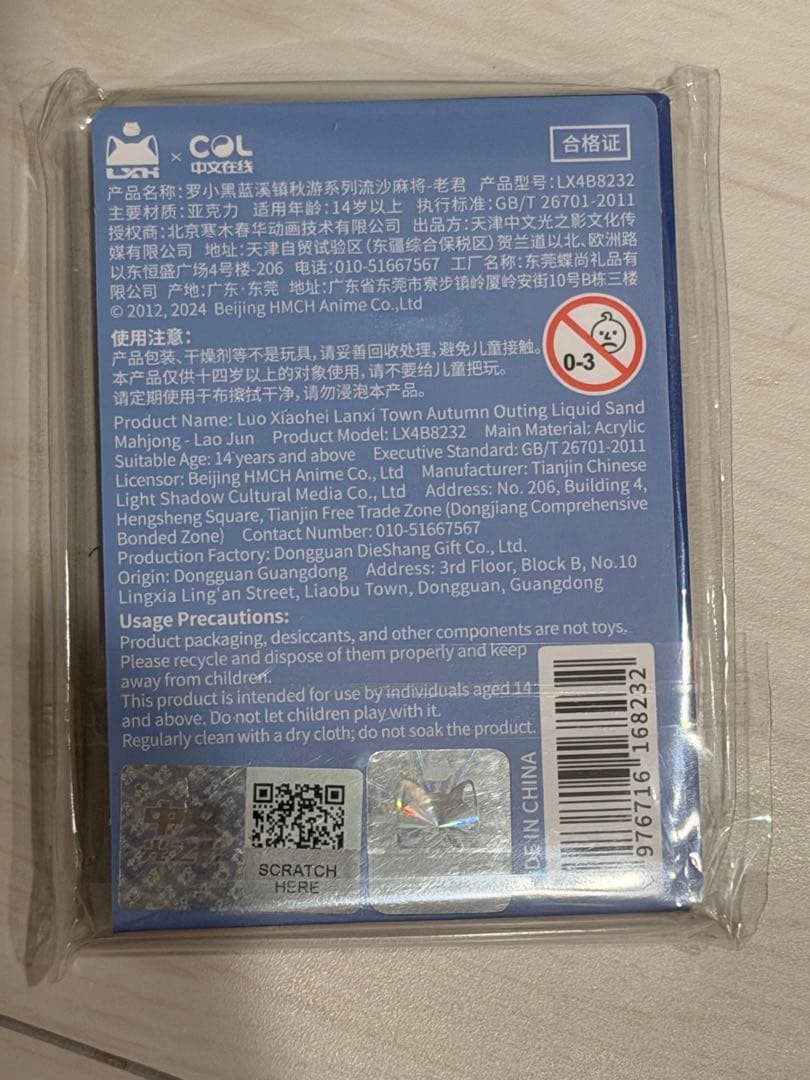 LXH × COL 中文在线
合格证
产品名称:罗小黑蓝溪镇秋游系列流沙麻将-老君 产品型号:LX4B8232
主要材质:亚克力 适用年龄:14岁以上 执行标准:GB/T 26701-2011
授权商:北京寒木春华动画技术有限公司 出品方:天津中文光之影文化传
媒有限公司 地址:天津自贸试验区(东疆综合保税区)贺兰道以北、欧洲路
以东恒盛广场4号楼-206 电话:010-51667567 工厂名称:东莞蝶尚礼品有
限公司 产地:广东·东莞 地址:广东省东莞市寮步镇岭厦岭安街10号B栋三楼
© 2012, 2024 Beijing HMCH Anime Co.,Ltd
使用注意:
产品包装、干燥剂等不是玩具,请妥善回收处理,避免儿童接触。
本产品仅供十四岁以上的对象使用,请不要给儿童把玩。
请定期使用干布擦拭干净,请勿浸泡本产品。
0-3
Product Name: Luo Xiaohei Lanxi Town Autumn Outing Liquid Sand
Mahjong - Lao Jun Product Model: LX4B8232 Main Material: Acrylic
Suitable Age: 14 years and above Executive Standard: GB/T 26701-2011
Licensor: Beijing HMCH Anime Co., Ltd Manufacturer: Tianjin Chinese
Light Shadow Cultural Media Co., Ltd Address: No. 206, Building 4,
Hengsheng Square, Tianjin Free Trade Zone (Dongjiang Comprehensive
Bonded Zone) Contact Number: 010-51667567
Production Factory: Dongguan DieShang Gift Co., Ltd.
Origin: Dongguan Guangdong Address: 3rd Floor, Block B, No.10
Lingxia Ling'an Street, Liaobu Town, Dongguan, Guangdong
Usage Precautions:
Product packaging, desiccants, and other components are not toys.
Please recycle and dispose of them properly and keep
away from children.
This product is intended for use by individuals aged 14
and above. Do not let children play with it.
Regularly clean with a dry cloth; do not soak the product.
中文
SCRATCH
HERE
DE IN CHINA
976716 168232